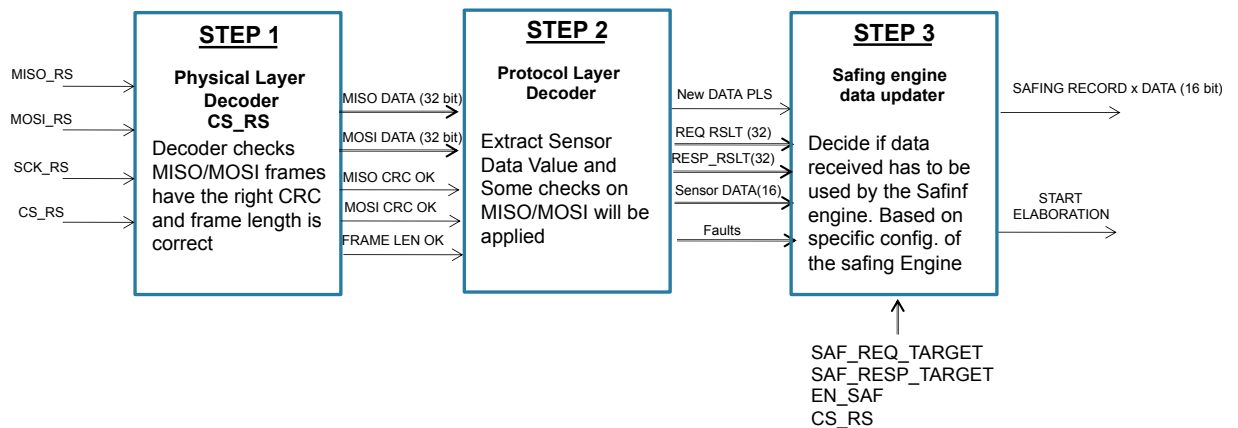 STEP 1
Physical Layer
Decoder
CS_RS
Decoder checks
MISO/MOSI frames
have the right CRC
and frame length is
correct
MISO_RS
MOSI_RS
SCK_RS
CS_RS
MISO DATA (32 bit)
MOSI DATA (32 bit)
MISO CRC OK
MOSI CRC OK
FRAME LEN OK
STEP 2
Protocol Layer
Decoder
Extract Sensor
Data Value and
Some checks on
MISO/MOSI will be
applied
New DATA PLS
REQ RSLT (32)
RESP_RSLT(32)
Sensor DATA(16)
Faults
STEP 3
Safing engine
data updater
Decide if data
received has to be
used by the Safinf
engine. Based on
specific config. of
the safing Engine
SAFING RECORD x DATA (16 bit)
START
ELABORATION
SAF_REQ_TARGET
SAF_RESP_TARGET
EN_SAF
CS_RS